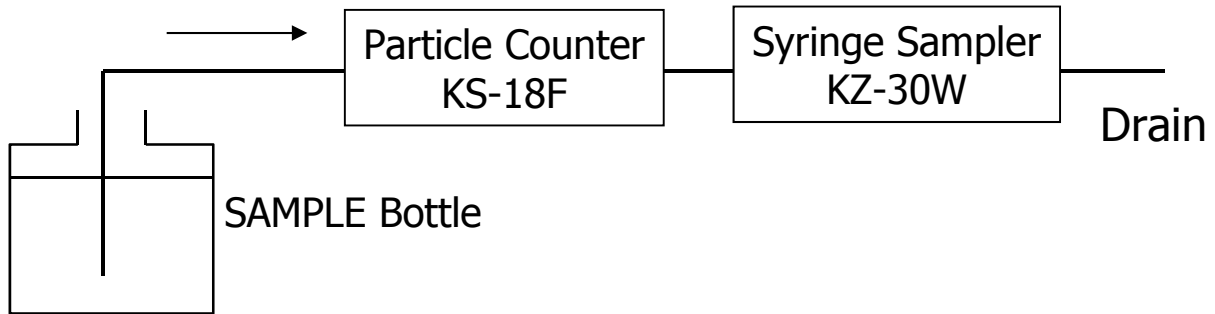 Particle Counter
KS-18F
Syringe Sampler
KZ-30W
Drain
SAMPLE Bottle